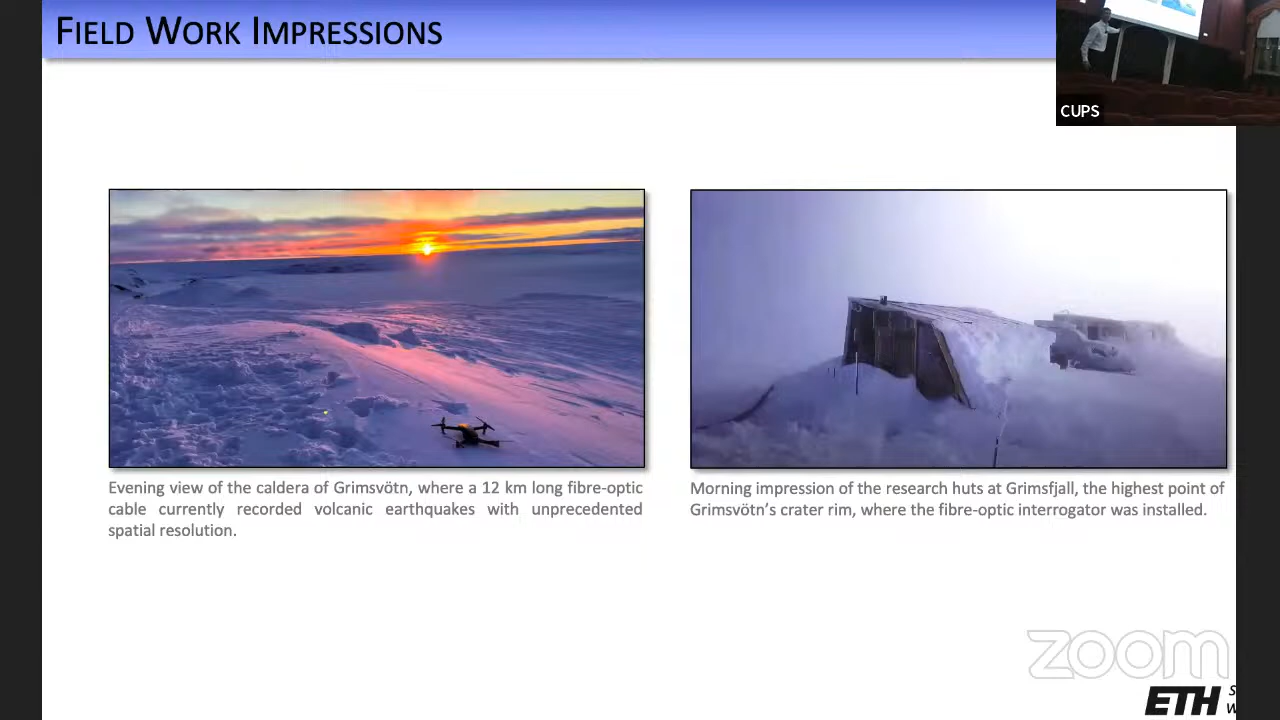 FIELD WORK IMPRESSIONS
CUPS
Evening view of the caldera of Grimsvötn, where a 12 km long fibre-optic
cable currently recorded volcanic earthquakes with unprecedented
spatial resolution.
Morning impression of the research huts at Grimsfjall, the highest point of
Grimsvötn's crater rim, where the fibre-optic interrogator was installed.
zoom
ETH